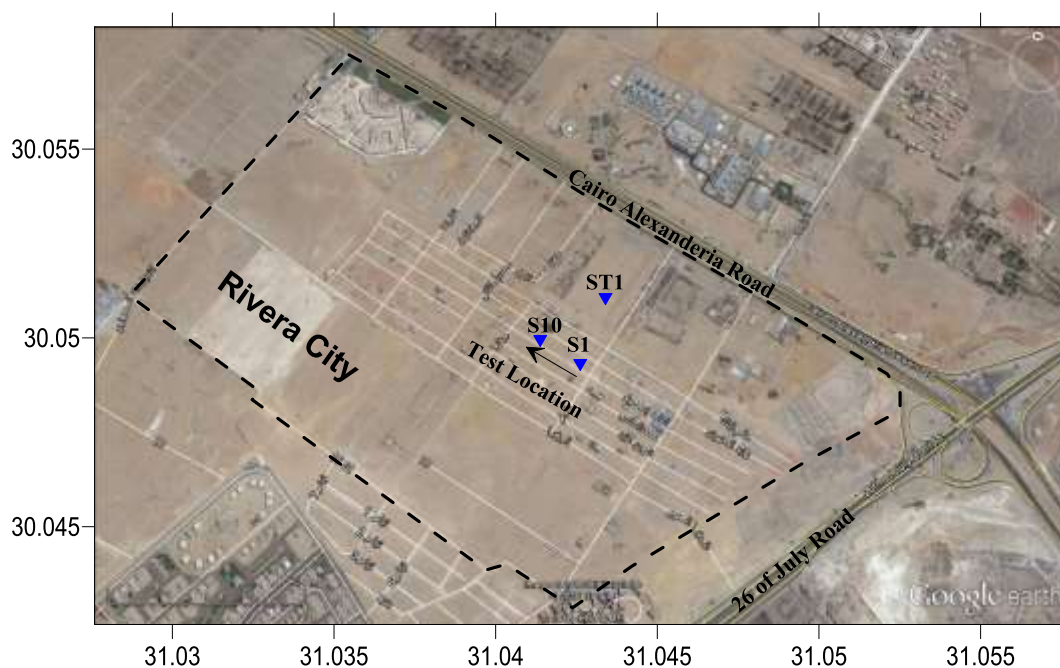 30.055
30.05
30.045
Cairo Alexanderia Road
ST1
S10
S1
Test Location
Rivera City
26 of July Road
Google earth
31.03
31.035
31.04
31.045
31.05
31.055